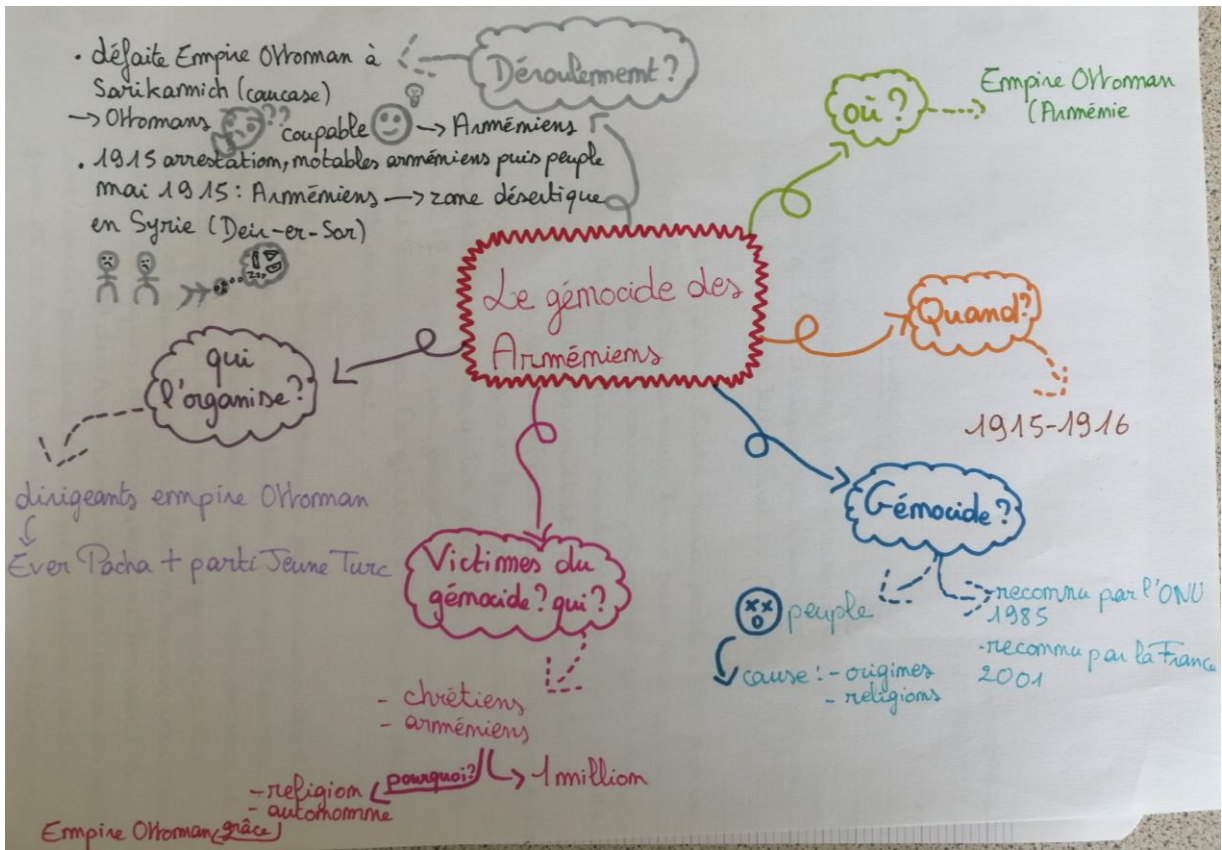 Le génocide des
Arméniens
Déroulement?
. défaite Empire Ottoman à
Sarikamich (caucase)
→ Ottomans ?? coupable → Arméniens
. 1915 arrestation, notables arméniens puis peuple
mai 1915 : Arméniens → zone désertique
en Syrie (Deir-er-Sor)
où?
Empire Ottoman
(Arménie
Quand?
1915-1916
Génocide?
peuple
cause : - origines
- religions
-reconnu par l'ONU
1985
-reconnu par la France
2001
Victimes du
génocide? qui?
- chrétiens
- arméniens
1 million
pourquoi?
- religion
- autonomne
Empire Ottoman (grâce)
qui
l'organise?
dirigeants empire Ottoman
Ever Pacha + parti Jeune Turc